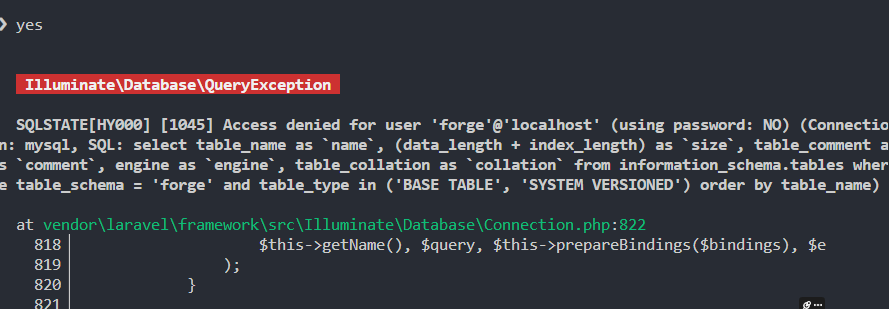 ❯ yes
Illuminate\Database\QueryException
SQLSTATE[HY000] [1045] Access denied for user 'forge'@'localhost' (using password: NO) (Connectio
n: mysql, SQL: select table_name as `name`, (data_length + index_length) as `size`, table_comment a
s `comment`, engine as `engine`, table_collation as `collation` from information_schema.tables wher
e table_schema = 'forge' and table_type in ('BASE TABLE', 'SYSTEM VERSIONED') order by table_name)
at vendor\laravel\framework\src\Illuminate\Database\Connection.php:822
818 $this->getName(), $query, $this->prepareBindings($bindings), $e
819 );
820 }
821